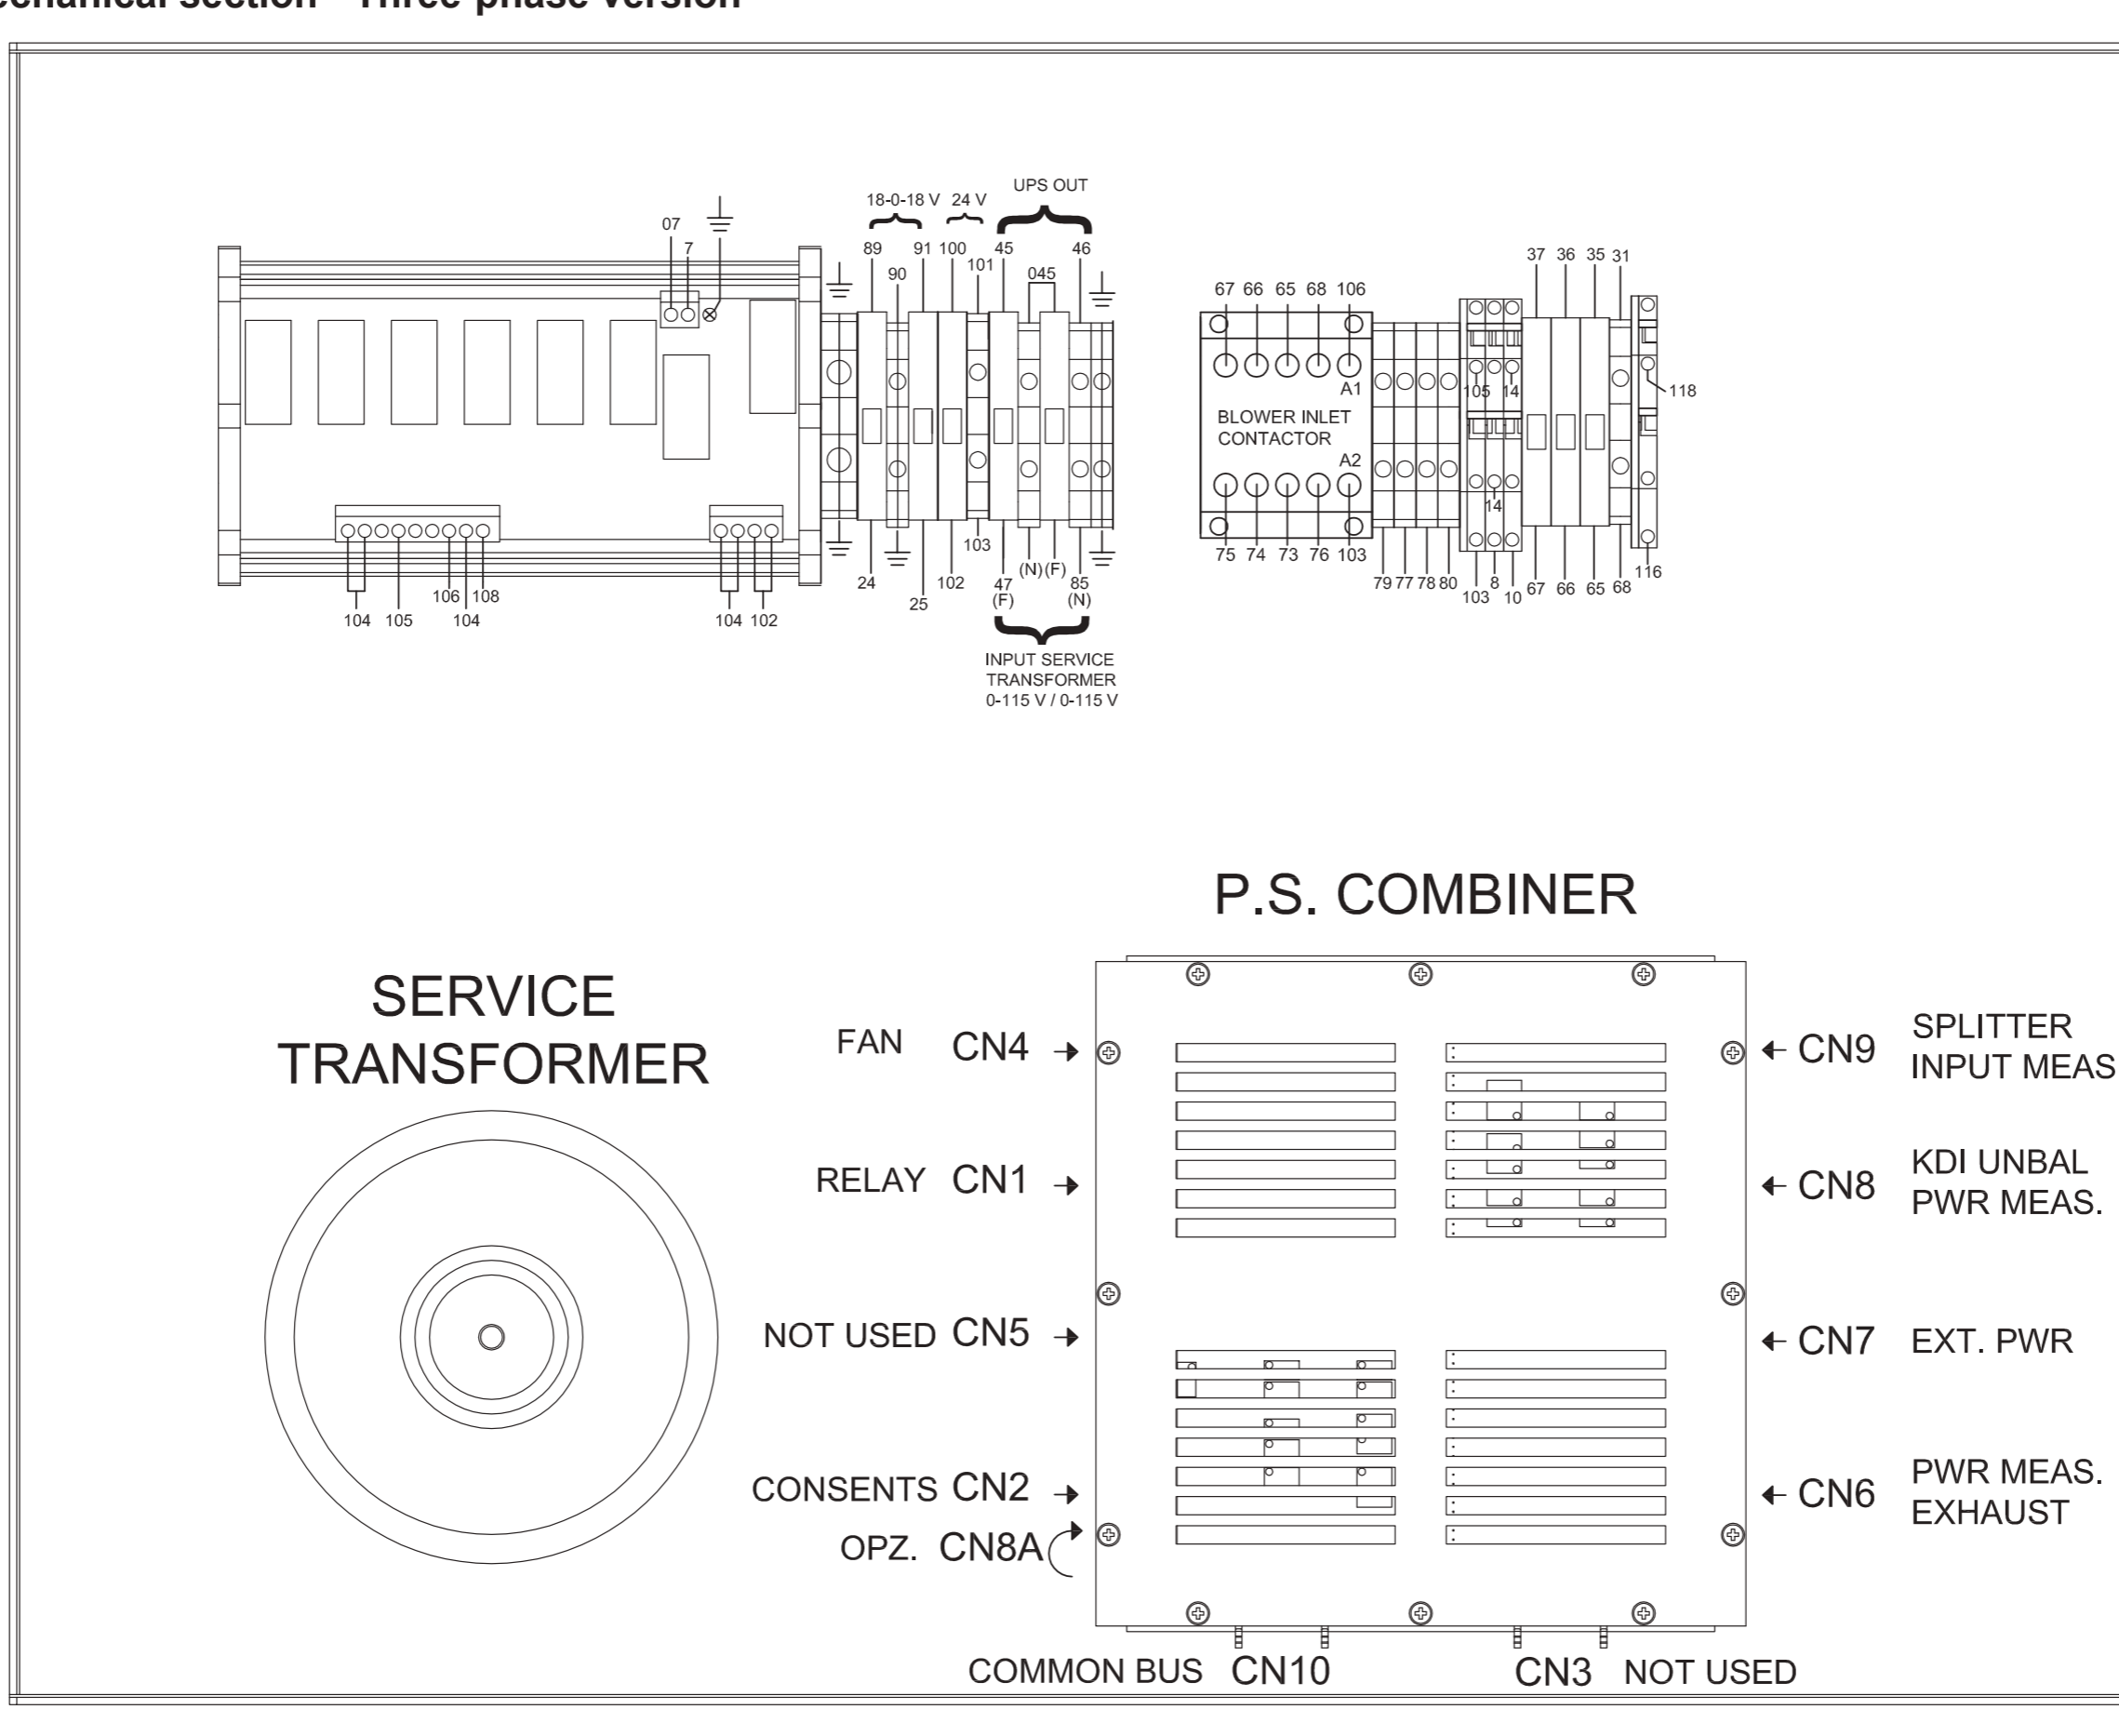 echanical section - Three-phase version
UPS OUT
18-0-18 V 24 V
07
7
89 91 100 45 46
90 101 045
37 36 35 31
67 66 65 68 106
A1
105 14
118
BLOWER INLET
CONTACTOR
A2
14
75 74 73 76 103
103
(N) (F)
24 102 47 85
(F) (N)
25
79 77 78 80
103 8 10 67 66 65 68
116
106 108
104 105 104
104 102
INPUT SERVICE
TRANSFORMER
0-115 V / 0-115 V
P.S. COMBINER
SERVICE
TRANSFORMER
FAN CN4
CN9 SPLITTER
INPUT MEAS
RELAY CN1
CN8 KDI UNBAL
PWR MEAS.
NOT USED CN5
CN7 EXT. PWR
CONSENTS CN2
CN6 PWR MEAS.
EXHAUST
OPZ. CN8A
COMMON BUS CN10
CN3 NOT USED